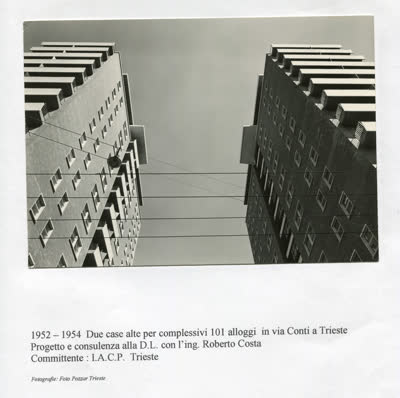 1952 – 1954 Due case alte per complessivi 101 alloggi in via Conti a Trieste
Progetto e consulenza alla D.L. con l'ing. Roberto Costa
Committente : I.A.C.P. Trieste
Fotografie: Foto Pozzar Trieste